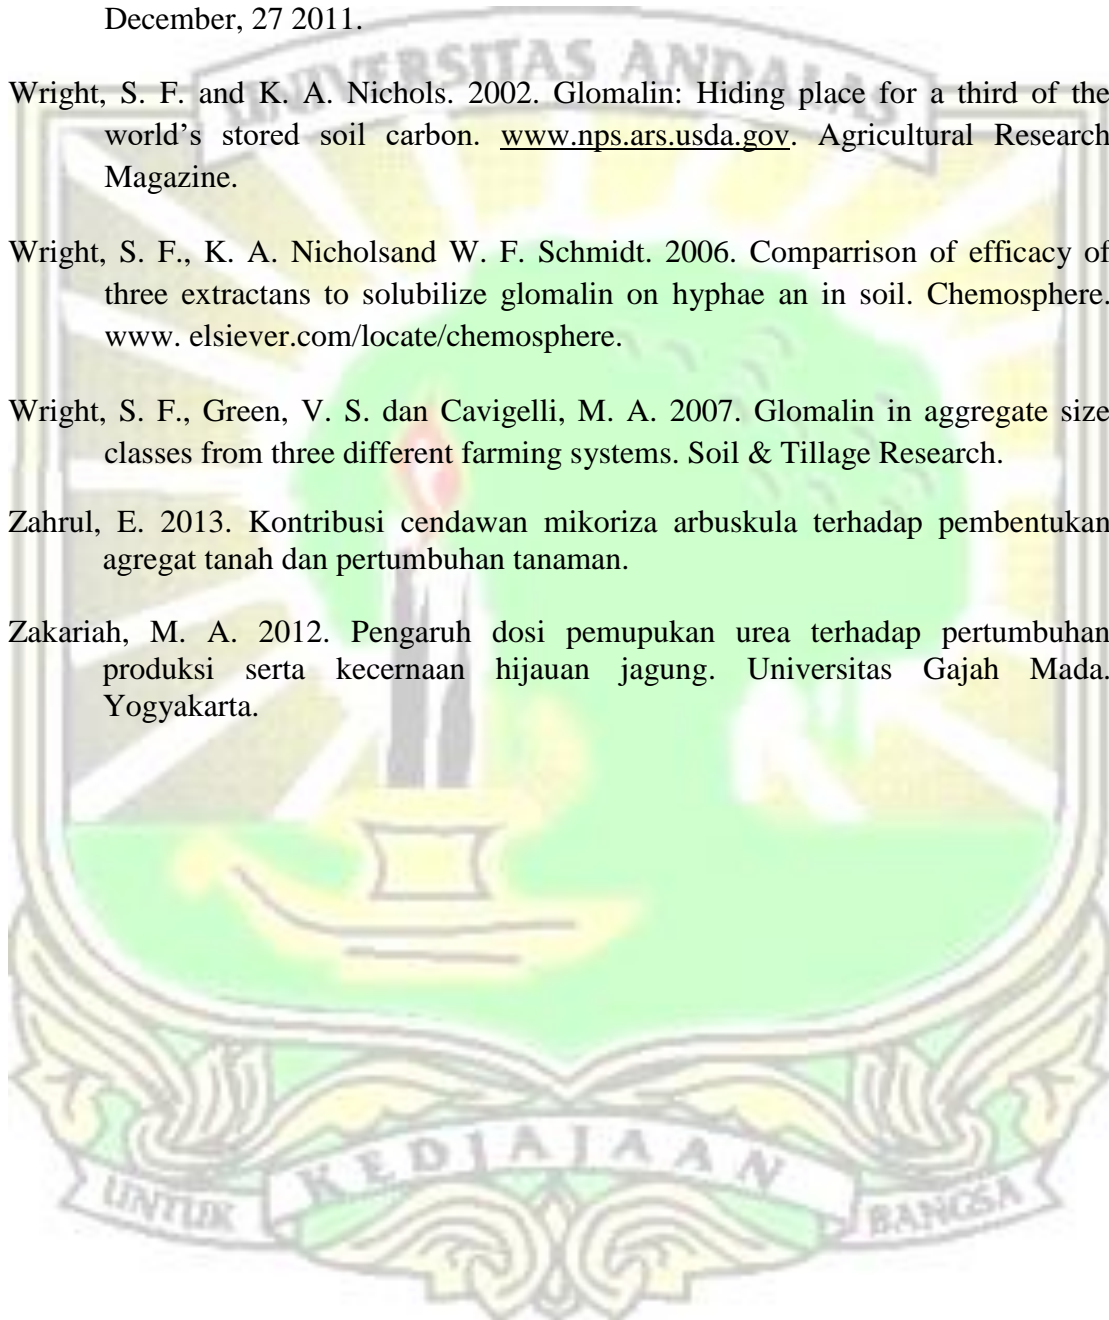 December, 27 2011.
UNIVERSITAS ANDALAS
Wright, S. F. and K. A. Nichols. 2002. Glomalin: Hiding place for a third of the
world’s stored soil carbon. www.nps.ars.usda.gov. Agricultural Research
Magazine.
Wright, S. F., K. A. Nicholsand W. F. Schmidt. 2006. Comparrison of efficacy of
three extractans to solubilize glomalin on hyphae an in soil. Chemosphere.
www. elsiever.com/locate/chemosphere.
Wright, S. F., Green, V. S. dan Cavigelli, M. A. 2007. Glomalin in aggregate size
classes from three different farming systems. Soil & Tillage Research.
Zahrul, E. 2013. Kontribusi cendawan mikoriza arbuskula terhadap pembentukan
agregat tanah dan pertumbuhan tanaman.
Zakariah, M. A. 2012. Pengaruh dosi pemupukan urea terhadap pertumbuhan
produksi serta kecernaan hijauan jagung. Universitas Gajah Mada.
Yogyakarta.
UNTUK KEDJAJAAN BANGSA